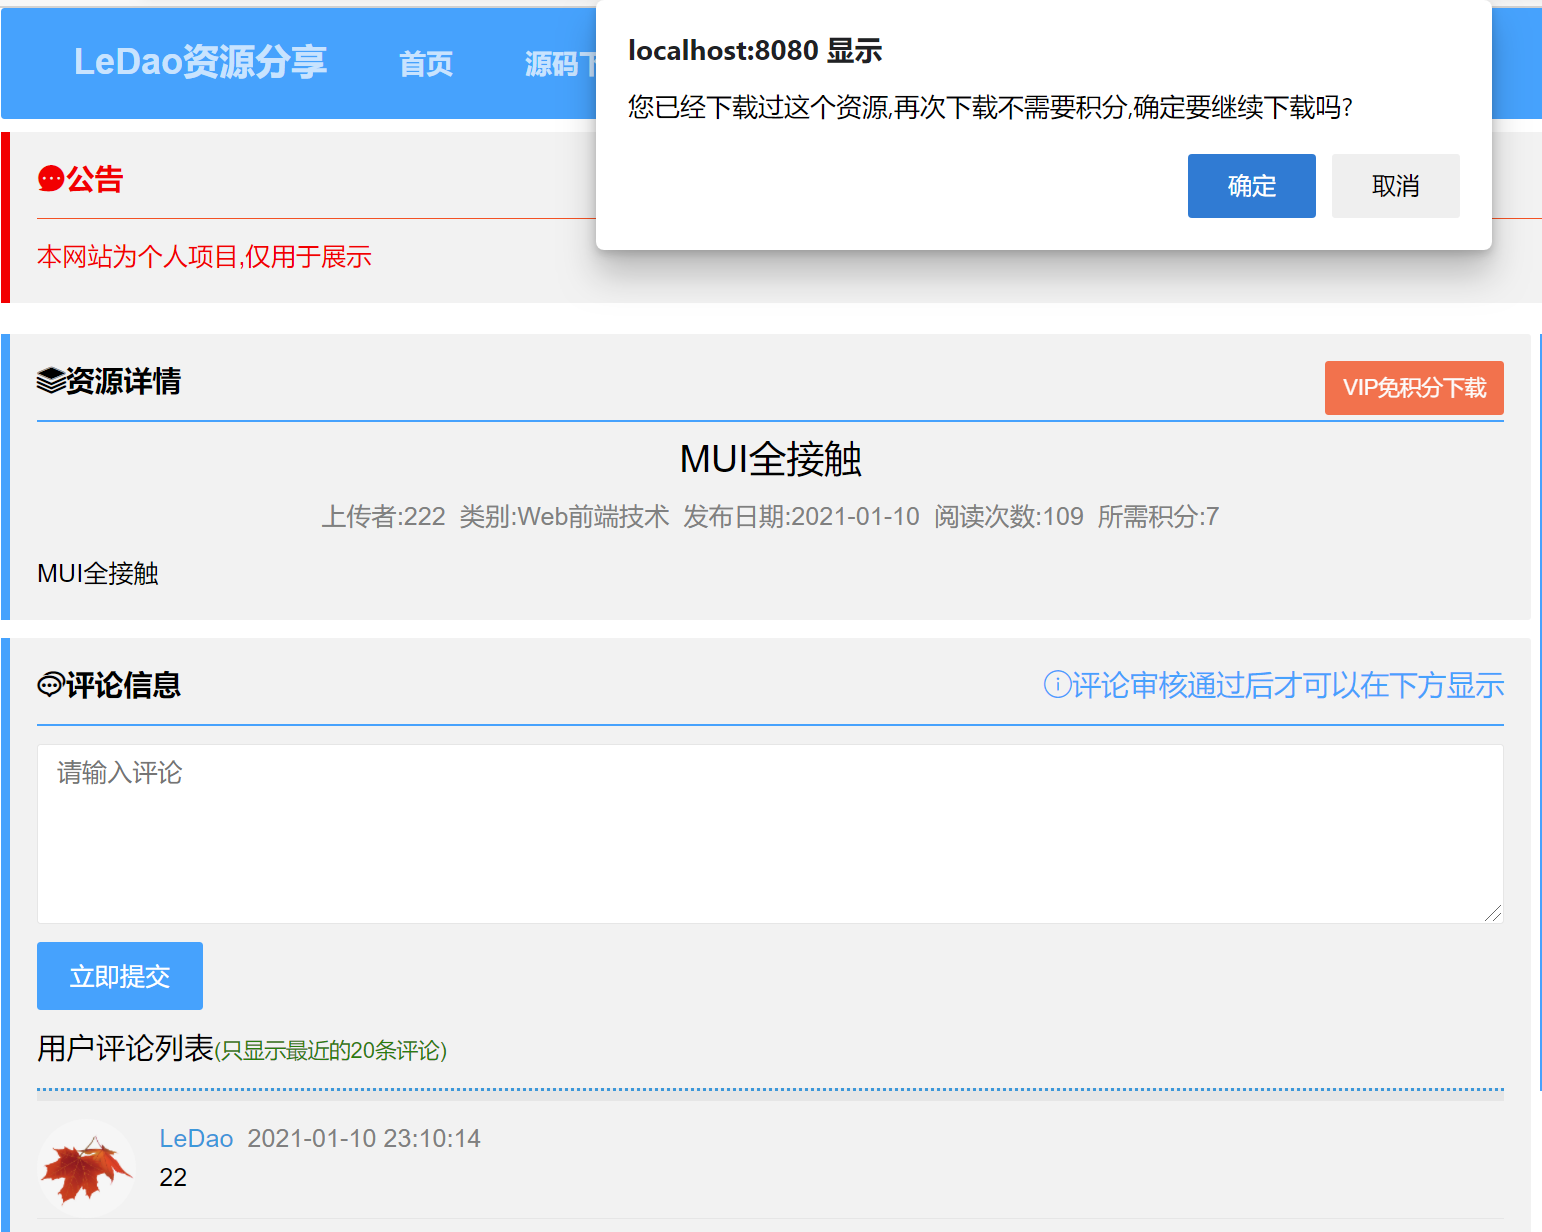 LeDao资源分享 首页 源码下
localhost:8080 显示
您已经下载过这个资源,再次下载不需要积分,确定要继续下载吗?
确定 取消
公告
本网站为个人项目,仅用于展示
资源详情 VIP免积分下载
MUI全接触
上传者:222 类别:Web前端技术 发布日期:2021-01-10 阅读次数:109 所需积分:7
MUI全接触
评论信息 评论审核通过后才可以在下方显示
请输入评论
立即提交
用户评论列表(只显示最近的20条评论)
LeDao 2021-01-10 23:10:14
22